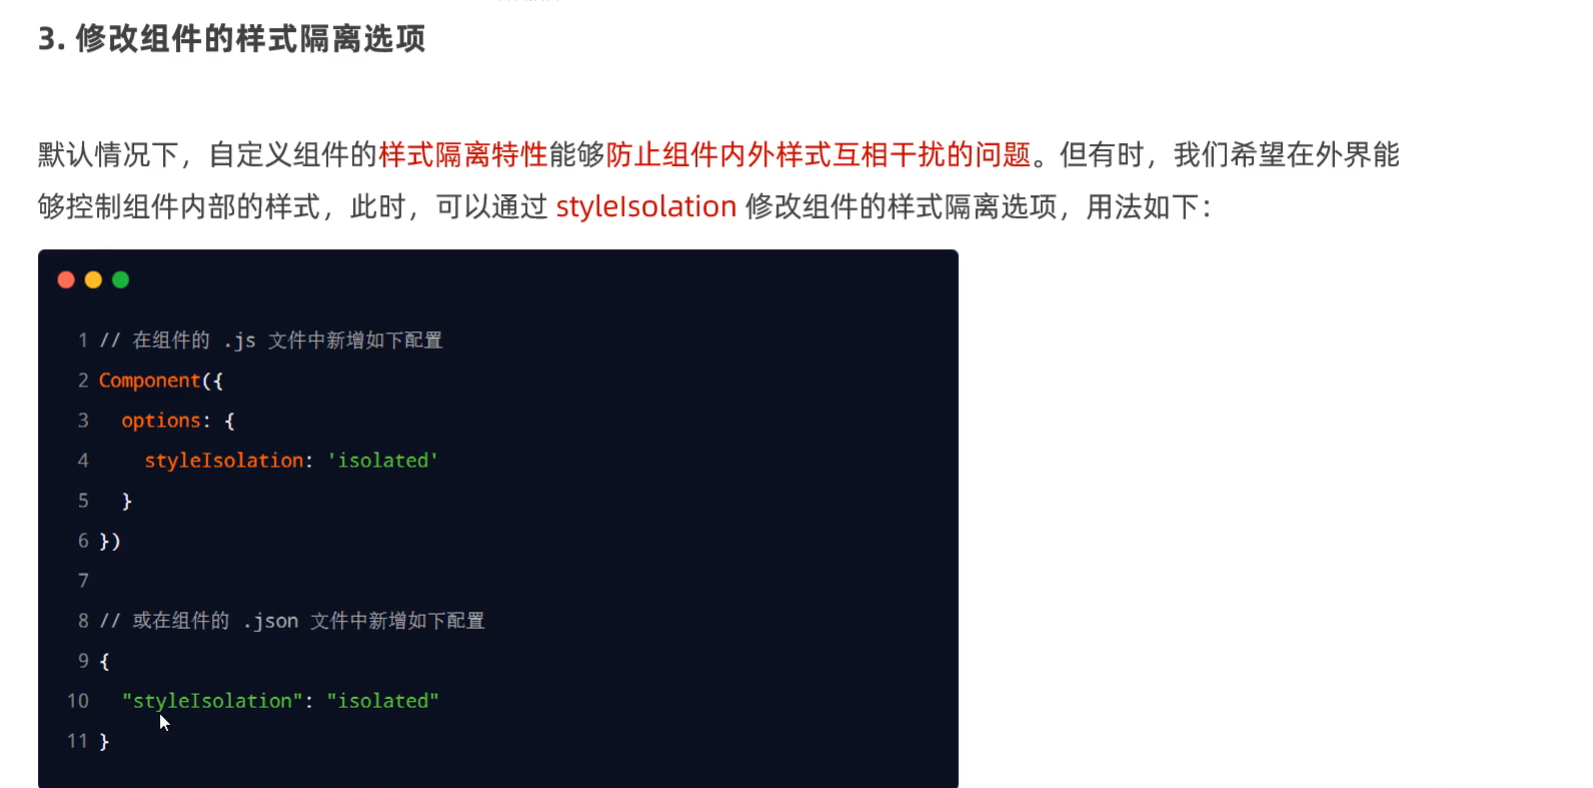 3. 修改组件的样式隔离选项
默认情况下，自定义组件的样式隔离特性能够防止组件内外样式互相干扰的问题。但有时，我们希望在外界能
够控制组件内部的样式，此时，可以通过 styleIsolation 修改组件的样式隔离选项，用法如下：
1 // 在组件的 .js 文件中新增如下配置
2 Component({
3   options: {
4     styleIsolation: 'isolated'
5   }
6 })
7
8 // 或在组件的 .json 文件中新增如下配置
9 {
10   "styleIsolation": "isolated"
11 }